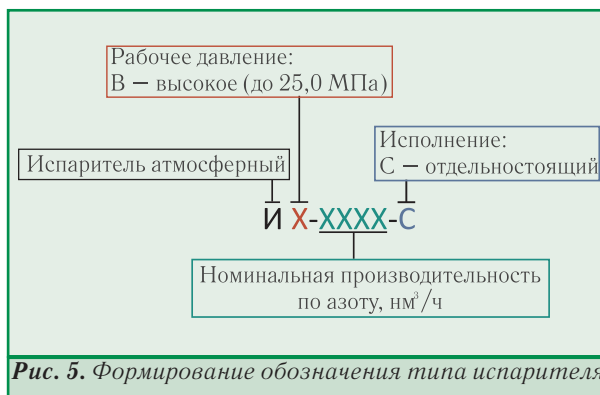 Рабочее давление:
В — высокое (до 25,0 МПа)
Исполнение:
С — отдельностоящий
Испаритель атмосферный
И Х-ХХХХ-С
Номинальная производительность
по азоту, нм³/ч
Рис. 5. Формирование обозначения типа испарителя